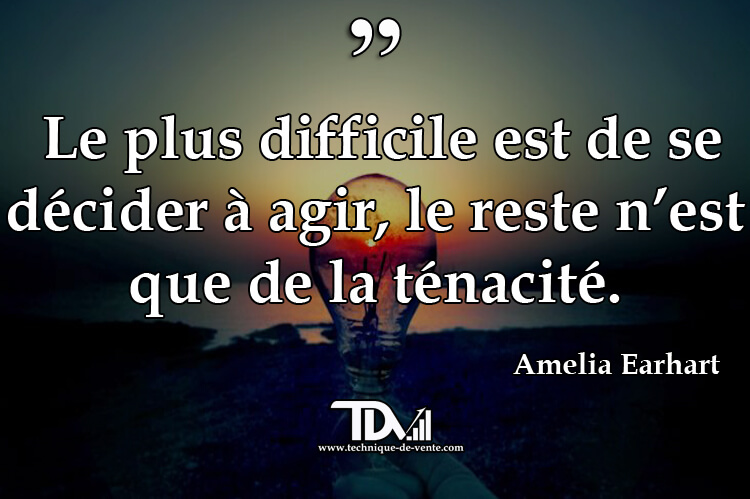 ”
Le plus difficile est de se
décider à agir, le reste n’est
que de la ténacité.
Amelia Earhart
TDV
www.technique-de-vente.com